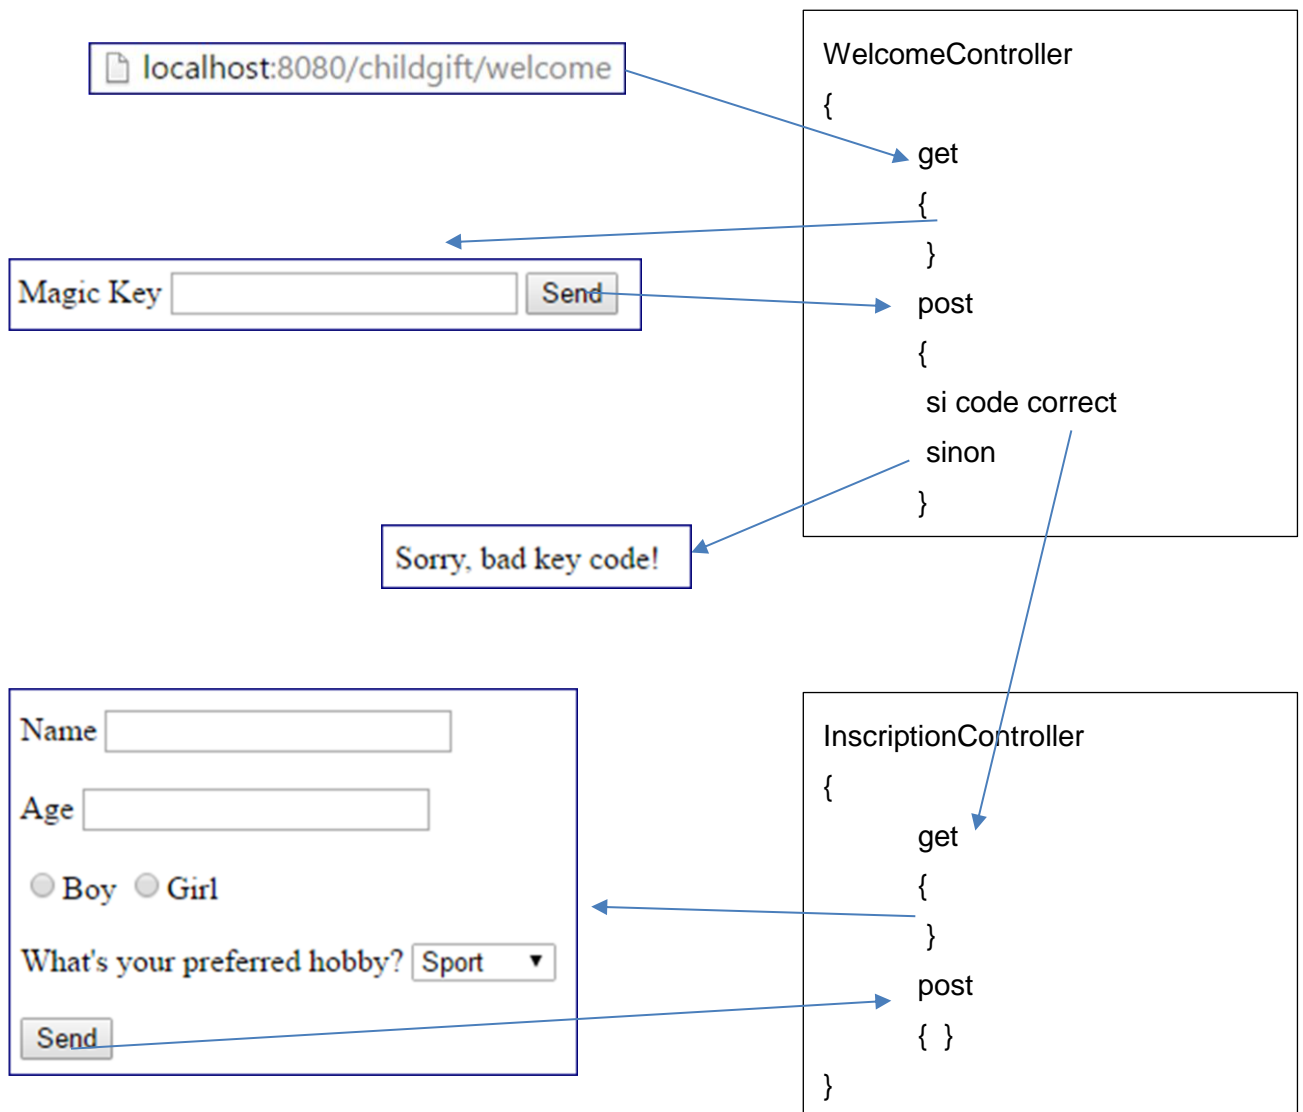 localhost:8080/childgift/welcome
WelcomeController
{
get
{
}
Magic Key Send
post
{
si code correct
sinon
}
Sorry, bad key code!
Name
Age
Boy Girl
What's your preferred hobby? Sport
Send
InscriptionController
{
get
{
}
post
{ }
}